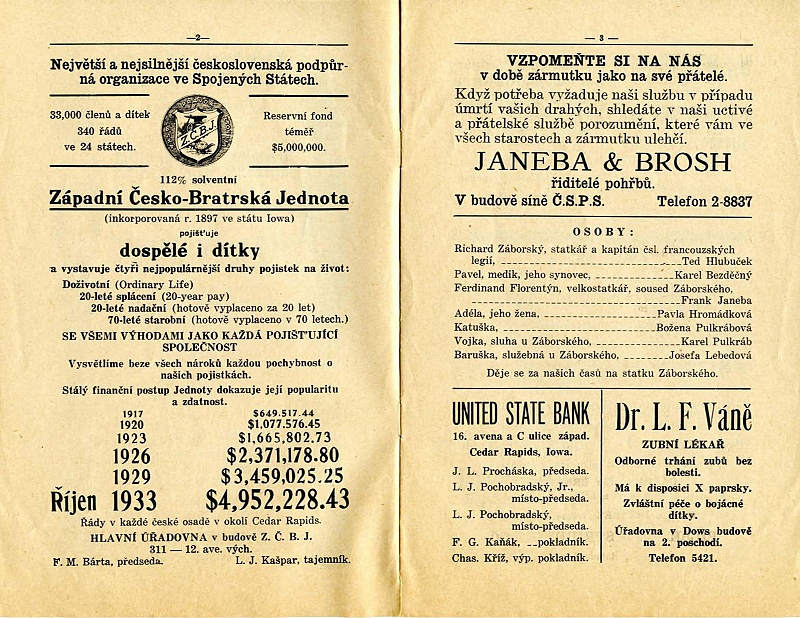 —2—
Největší a nejsilnější československá podpůr-
ná organizace ve Spojených Státech.
33,000 členů a dítek
340 řádů
ve 24 státech.
Z.Č.B.J.
Reservní fond
téměř
$5,000,000.
112% solventní
Západní Česko-Bratrská Jednota
(inkorporovaná r. 1897 ve státu Iowa)
pojišťuje
dospělé i dítky
a vystavuje čtyři nejpopulárnější druhy pojistek na život:
Doživotní (Ordinary Life)
20-leté splácení (20-year pay)
20-leté nadační (hotově vyplaceno za 20 let)
70-leté starobní (hotově vyplaceno v 70 letech.)
SE VŠEMI VÝHODAMI JAKO KAŽDÁ POJIŠŤUJÍCÍ
SPOLEČNOST
Vysvětlíme beze všech nároků každou pochybnost o
našich pojistkách.
Stálý finanční postup Jednoty dokazuje její popularitu
a zdatnost.
1917 $649.517.44
1920 $1,077.576.45
1923 $1,665,802.73
1926 $2,371,178.80
1929 $3,459,025.25
Říjen 1933 $4,952,228.43
Řády v každé české osadě v okolí Cedar Rapids.
HLAVNÍ ÚŘADOVNA v budově Z. Č. B. J.
311 — 12. ave. vých.
F. M. Bárta, předseda. L. J. Kašpar, tajemník.
— 3 —
VZPOMEŇTE SI NA NÁS
v době zármutku jako na své přátelé.
Když potřeba vyžaduje naši službu v případu
úmrtí vašich drahých, shledáte v naši uctivé
a přátelské službě porozumění, které vám ve
všech starostech a zármutku ulehčí.
JANEBA & BROSH
řiditelé pohřbů.
V budově síně Č.S.P.S. Telefon 2-8837
OSOBY:
Richard Záborský, statkář a kapitán čsl. francouzských
legií, Ted Hlubuček
Pavel, medik, jeho synovec, Karel Bezděčný
Ferdinand Florentýn, velkostatkář, soused Záborského,
Frank Janeba
Adéla, jeho žena, Pavla Hromádková
Katuška, Božena Pulkrábová
Vojka, sluha u Záborského, Karel Pulkráb
Baruška, služebná u Záborského, Josefa Lebedová
Děje se za našich časů na statku Záborského.
UNITED STATE BANK
16. avena a C ulice západ.
Cedar Rapids, Iowa.
J. L. Procháska, předseda.
L. J. Pochobradský, Jr.,
místo-předseda.
L. J. Pochobradský,
místo-předseda.
F. G. Kaňák, pokladník.
Chas. Kříž, výp. pokladník.
Dr. L. F. Váně
ZUBNÍ LÉKAŘ
Odborné trhání zubů bez
bolesti.
Má k disposici X paprsky.
Zvláštní péče o bojácné
dítky.
Úřadovna v Dows budově
na 2. poschodí.
Telefon 5421.